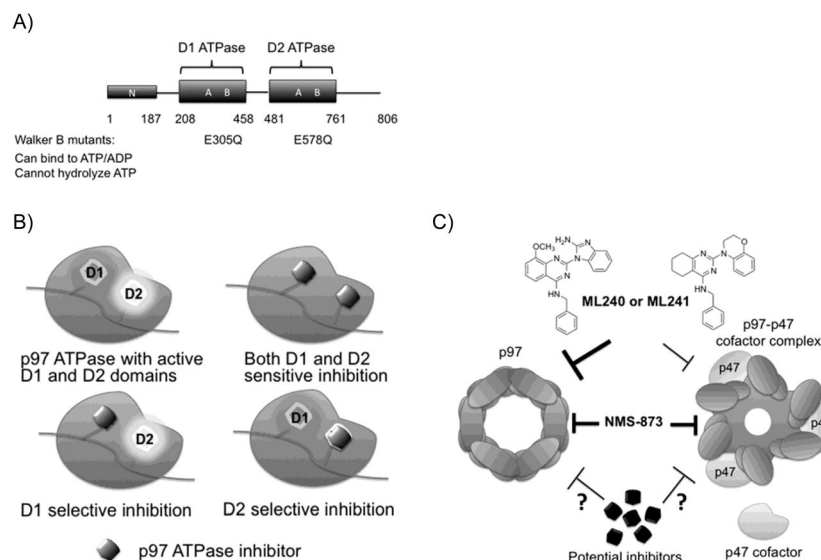 A)
D1 ATPase
D2 ATPase
N
A B
A B
1 187 208 458 481 761 806
Walker B mutants: E305Q E578Q
Can bind to ATP/ADP
Cannot hydrolyze ATP
B)
D1
D2
p97 ATPase with active
D1 and D2 domains
Both D1 and D2
sensitive inhibition
D2
D1
D1 selective inhibition
D2 selective inhibition
p97 ATPase inhibitor
C)
H₂N
N
OCH₃
N
N
N
HN
O
N
N
N
HN
ML240 or ML241
p97-p47
cofactor complex
p97
p47
NMS-873
p4
p47
? ?
Potential inhibitors
p47 cofactor